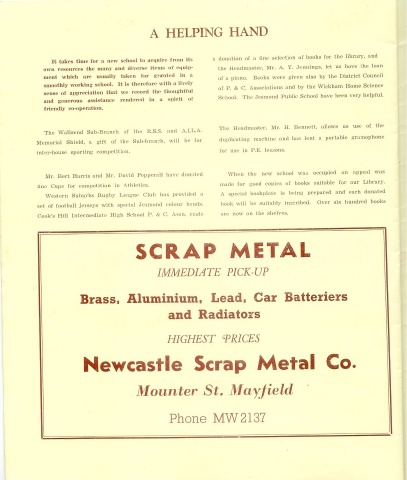 A HELPING HAND
It takes time for a new school to acquire from its
own resources the many and diverse items of equip-
ment which are usually taken for granted in a
smoothly working school. It is therefore with a lively
sense of appreciation that we record the thoughtful
and generous assistance rendered in a spirit of
friendly co-operation.
The Wallsend Sub-Branch of the R.S.S. and A.I.L.A.
Memorial Shield, a gift of the Sub-branch, will be for
inter-house sporting competition.
Mr. Bert Harris and Mr. David Pepperall have donated
fine Cups for competition in Athletics.
Western Suburbs Rugby League Club has provided a
set of football jerseys with special Jesmond colour bands.
Cook's Hill Intermediate High School P. & C. Assn. made
a donation of a fine selection of books for the library, and
the Headmaster, Mr. A. Y. Jennings, let us have the loan
of a piano. Books were given also by the District Council
of P. & C. Associations and by the Wickham Home Science
School. The Jesmond Public School have been very helpful.
The Headmaster, Mr. H. Bennett, allows us use of the
duplicating machine and has lent a portable gramophone
for use in P.E. lessons.
When the new school was occupied an appeal was
made for good copies of books suitable for our Library.
A special bookplate is being prepared and each donated
book will be suitably inscribed. Over six hundred books
are now on the shelves.
SCRAP METAL
IMMEDIATE PICK-UP
Brass, Aluminium, Lead, Car Batteriers
and Radiators
HIGHEST PRICES
Newcastle Scrap Metal Co.
Mounter St. Mayfield
Phone MW2137